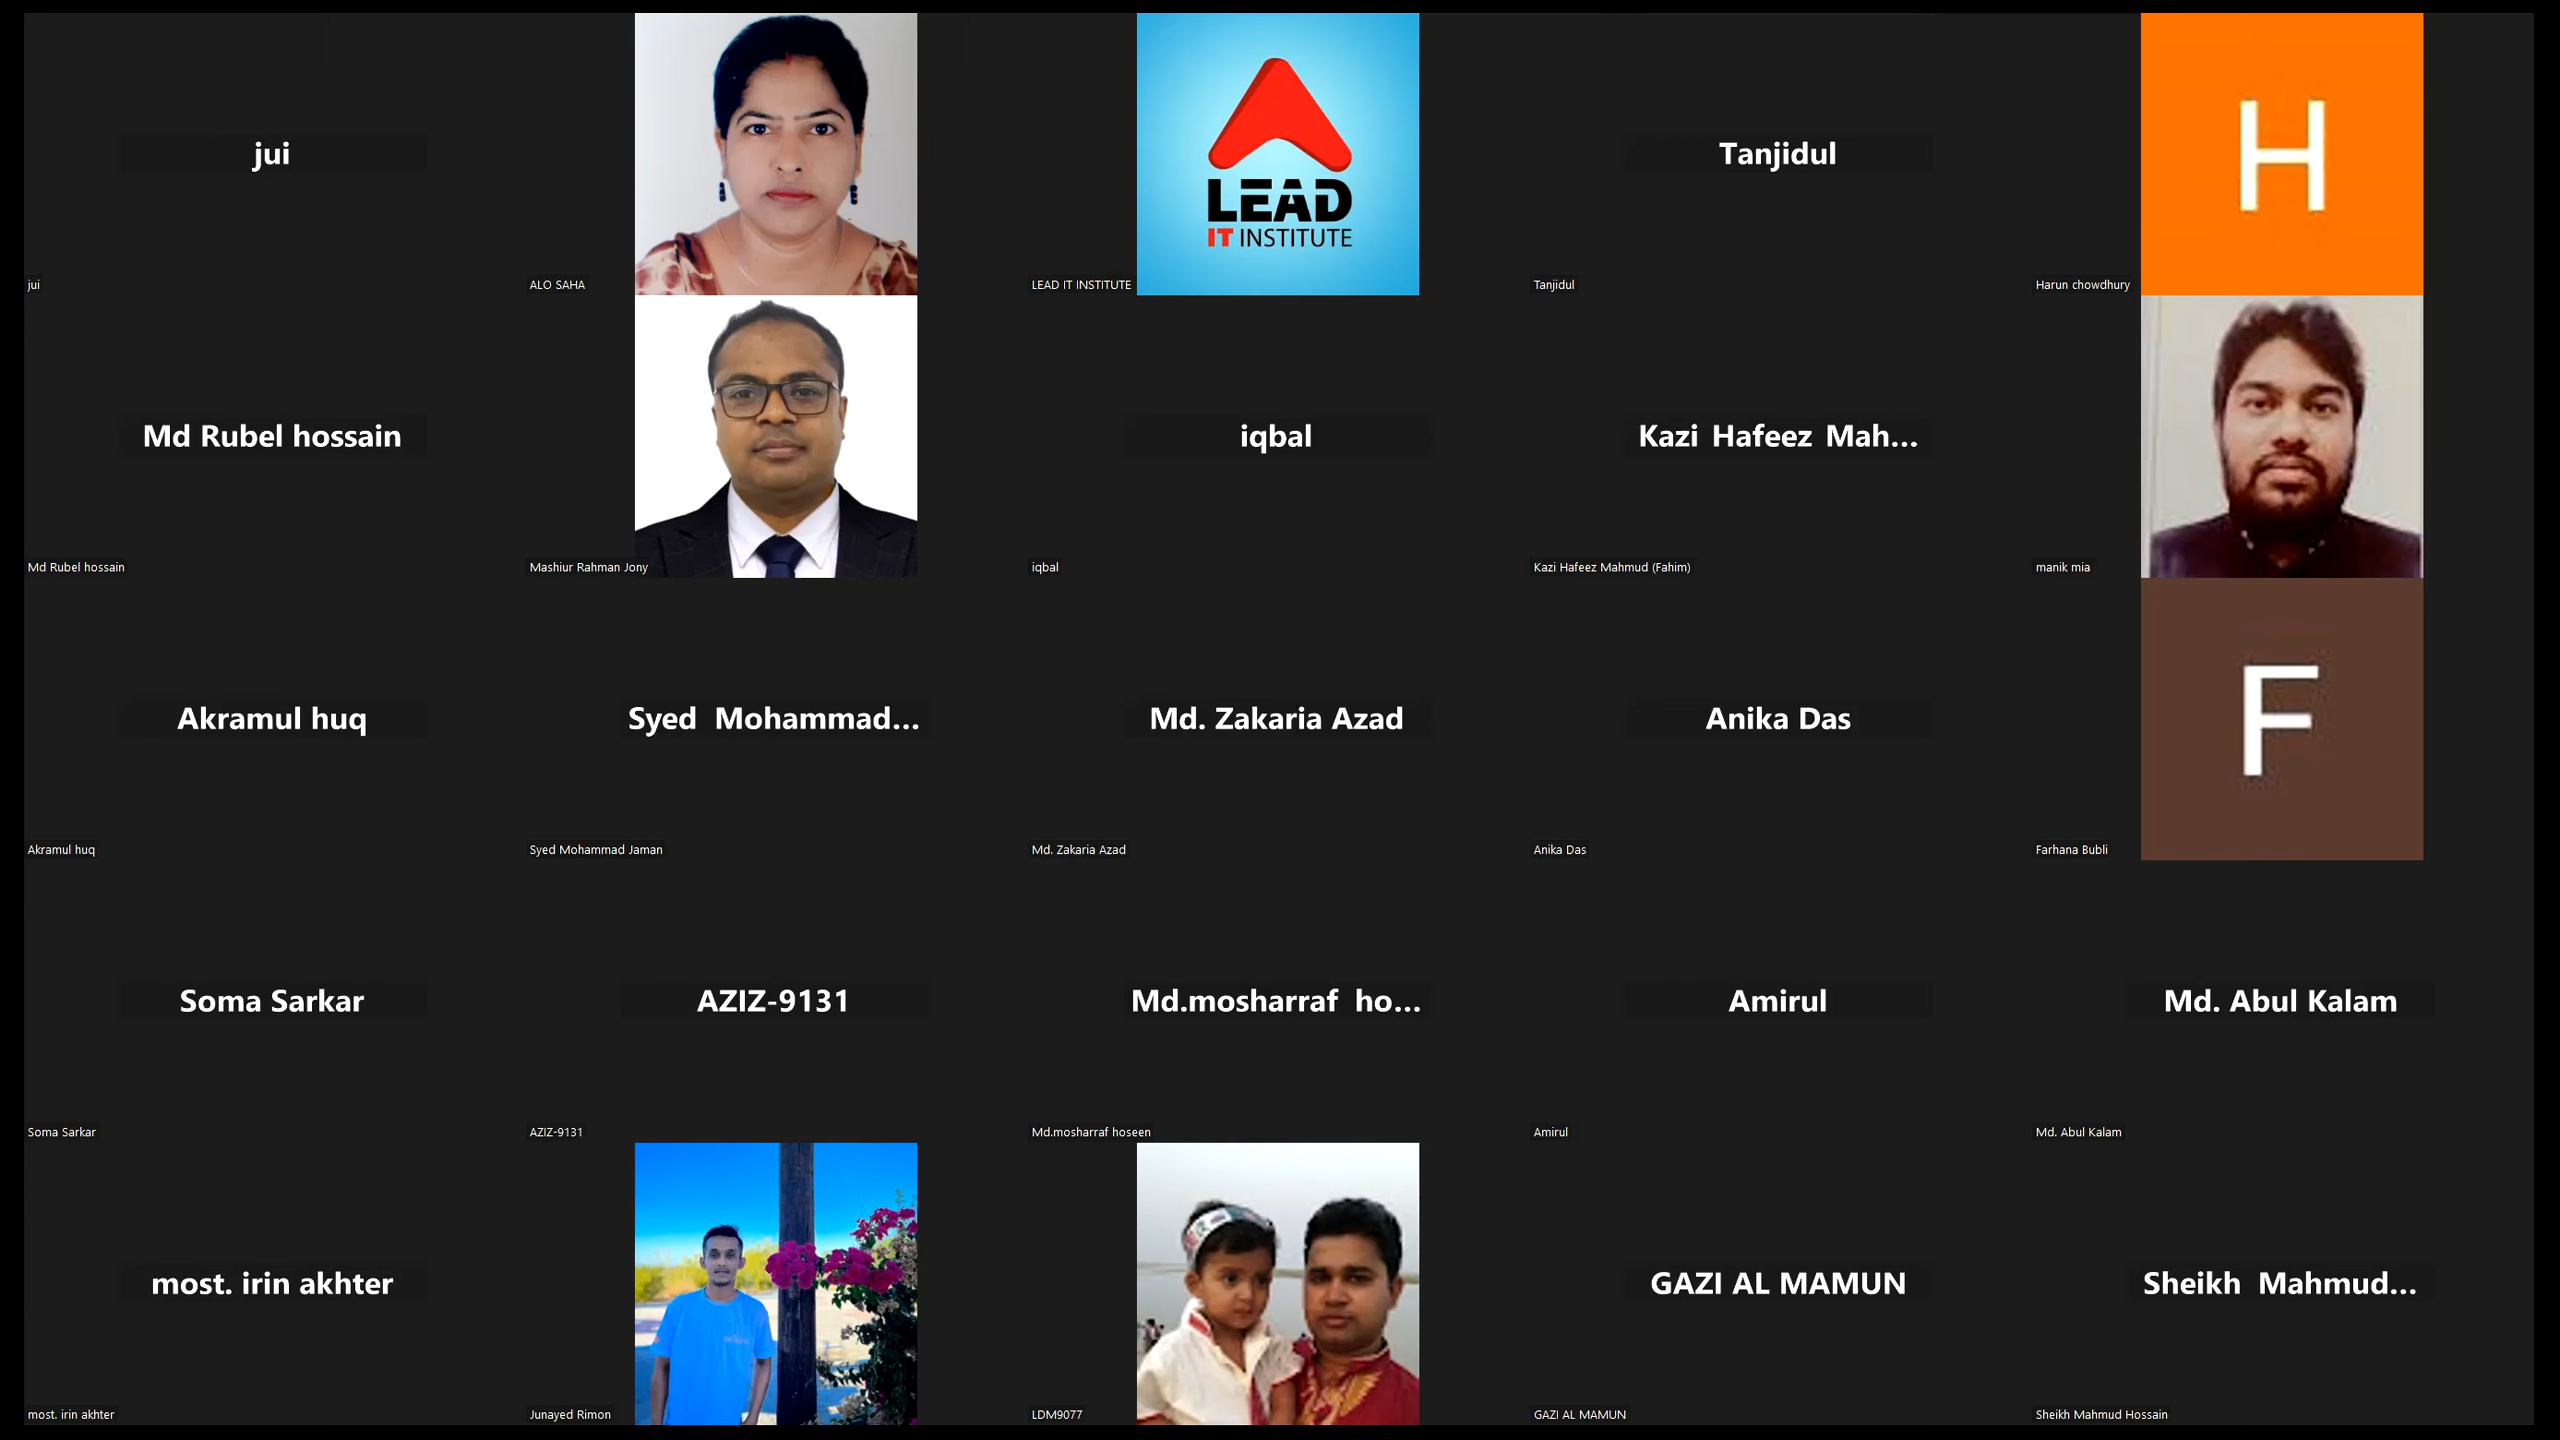 jui
jui
ALO SAHA
LEAD
IT INSTITUTE
LEAD IT INSTITUTE
Tanjidul
Tanjidul
H
Harun chowdhury
Md Rubel hossain
Md Rubel hossain
Mashiur Rahman Jony
iqbal
iqbal
Kazi Hafeez Mah...
Kazi Hafeez Mahmud (Fahim)
manik mia
Akramul huq
Akramul huq
Syed Mohammad...
Syed Mohammad Jaman
Md. Zakaria Azad
Md. Zakaria Azad
Anika Das
Anika Das
F
Farhana Bubli
Soma Sarkar
Soma Sarkar
AZIZ-9131
AZIZ-9131
Md.mosharraf ho...
Md.mosharraf hoseen
Amirul
Amirul
Md. Abul Kalam
Md. Abul Kalam
most. irin akhter
most. irin akhter
Junayed Rimon
LDM9077
GAZI AL MAMUN
GAZI AL MAMUN
Sheikh Mahmud...
Sheikh Mahmud Hossain